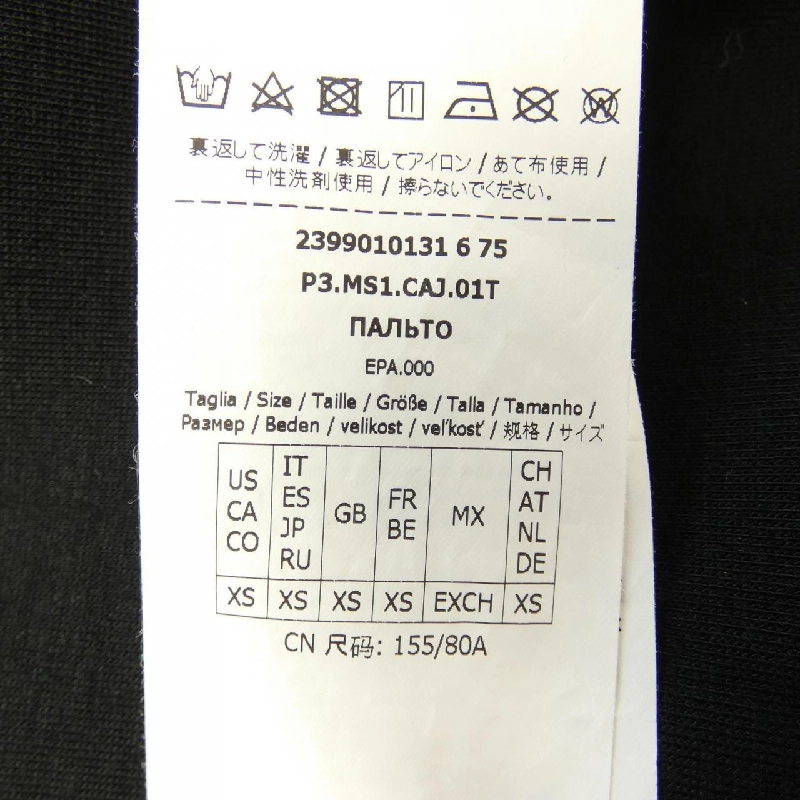 裏返して洗濯 / 裏返してアイロン / あて布使用 /
中性洗剤使用 / 擦らないでください。
2399010131 6 75
P3.MS1.CAJ.01T
ПАЛЬТО
EPA.000
Taglia / Size / Taille / Größe / Talla / Tamanho /
Размер / Beden / velikost / veľkosť / 规格 / サイズ
US CA CO
IT ES JP RU
GB
FR BE
MX
CH AT NL DE
XS XS XS XS EXCH XS
CN 尺码: 155/80A